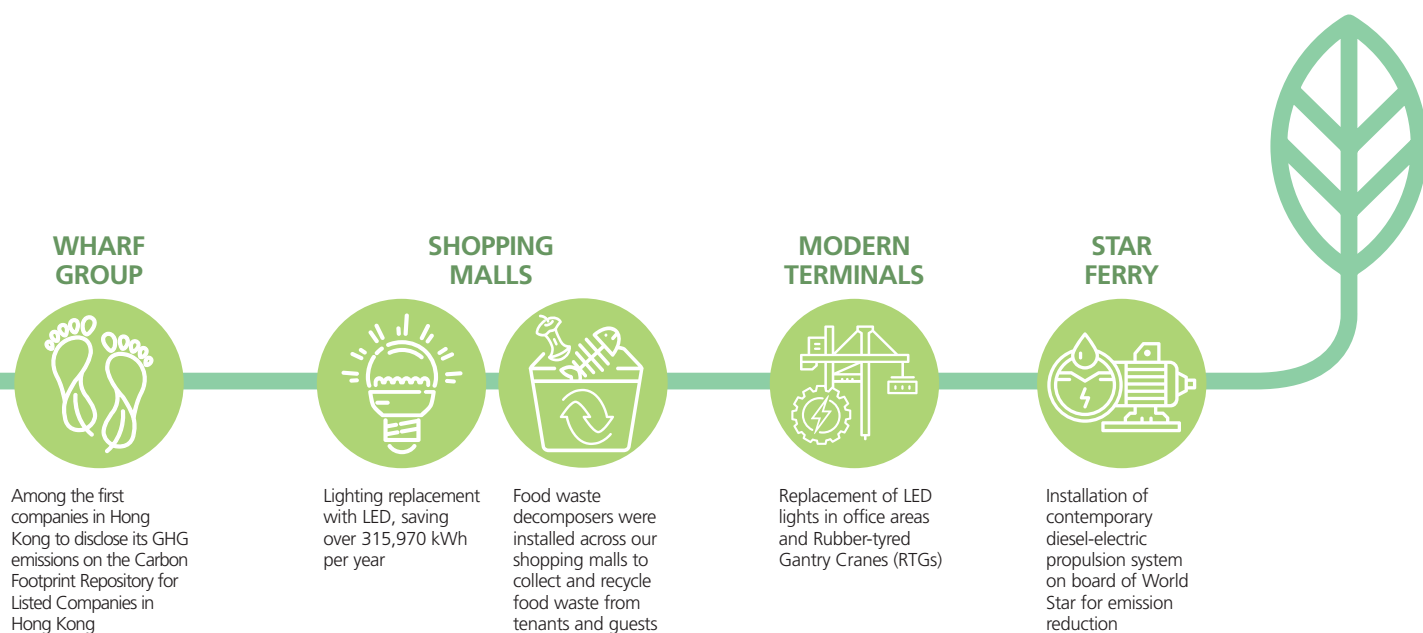 WHARF
GROUP
Among the first
companies in Hong
Kong to disclose its GHG
emissions on the Carbon
Footprint Repository for
Listed Companies in
Hong Kong
SHOPPING
MALLS
Lighting replacement
with LED, saving
over 315,970 kWh
per year
Food waste
decomposers were
installed across our
shopping malls to
collect and recycle
food waste from
tenants and guests
MODERN
TERMINALS
Replacement of LED
lights in office areas
and Rubber-tyred
Gantry Cranes (RTGs)
STAR
FERRY
Installation of
contemporary
diesel-electric
propulsion system
on board of World
Star for emission
reduction